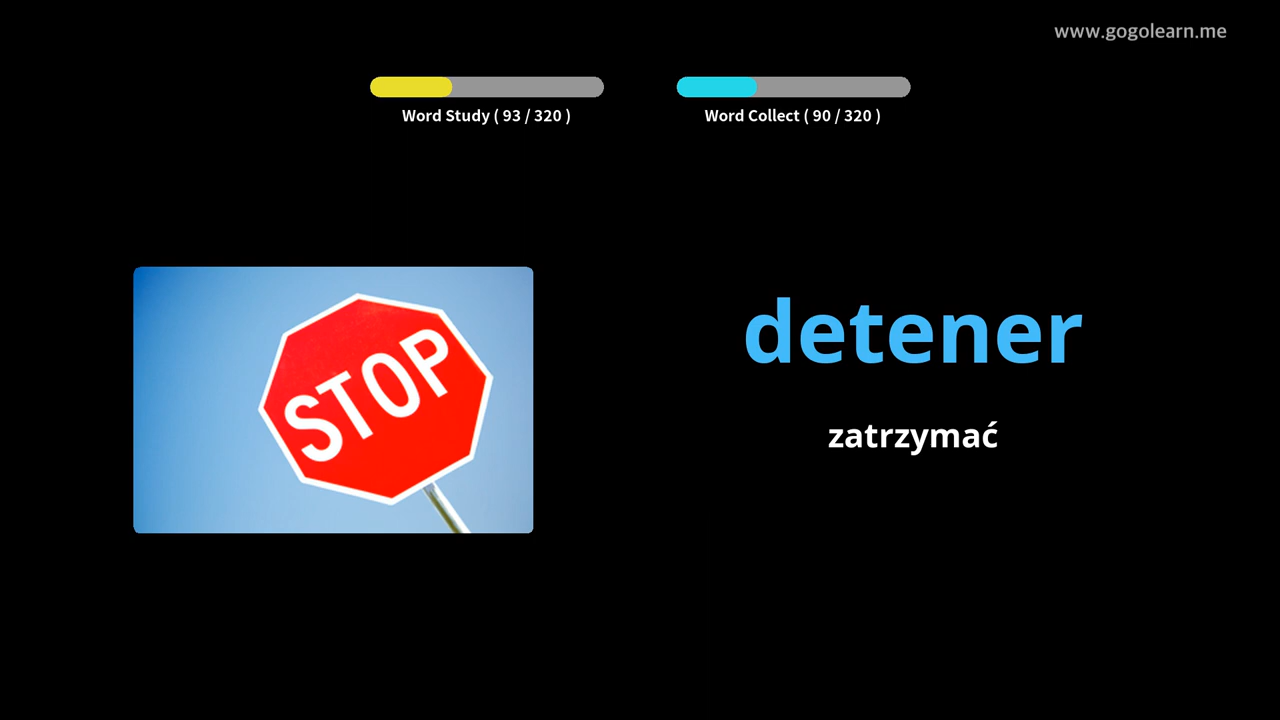 www.gogolearn.me
Word Study ( 93 / 320 )
Word Collect ( 90 / 320 )
STOP
detener
zatrzymać